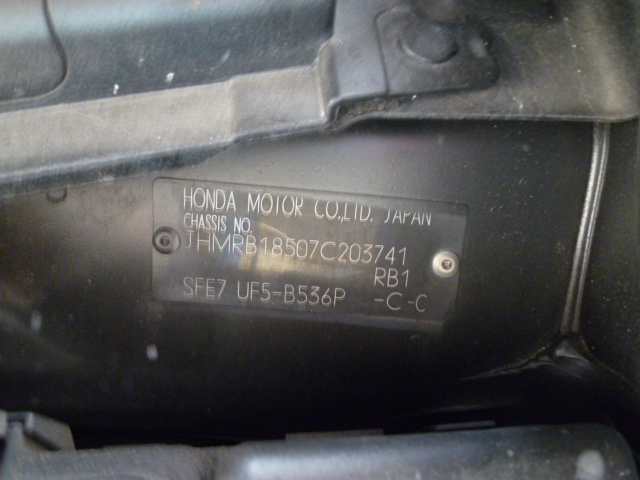 HONDA MOTOR CO.,LTD. JAPAN
CHASSIS NO.
JHMRB18507C203741
RB1
SFE7 UF5-B536P -C-C